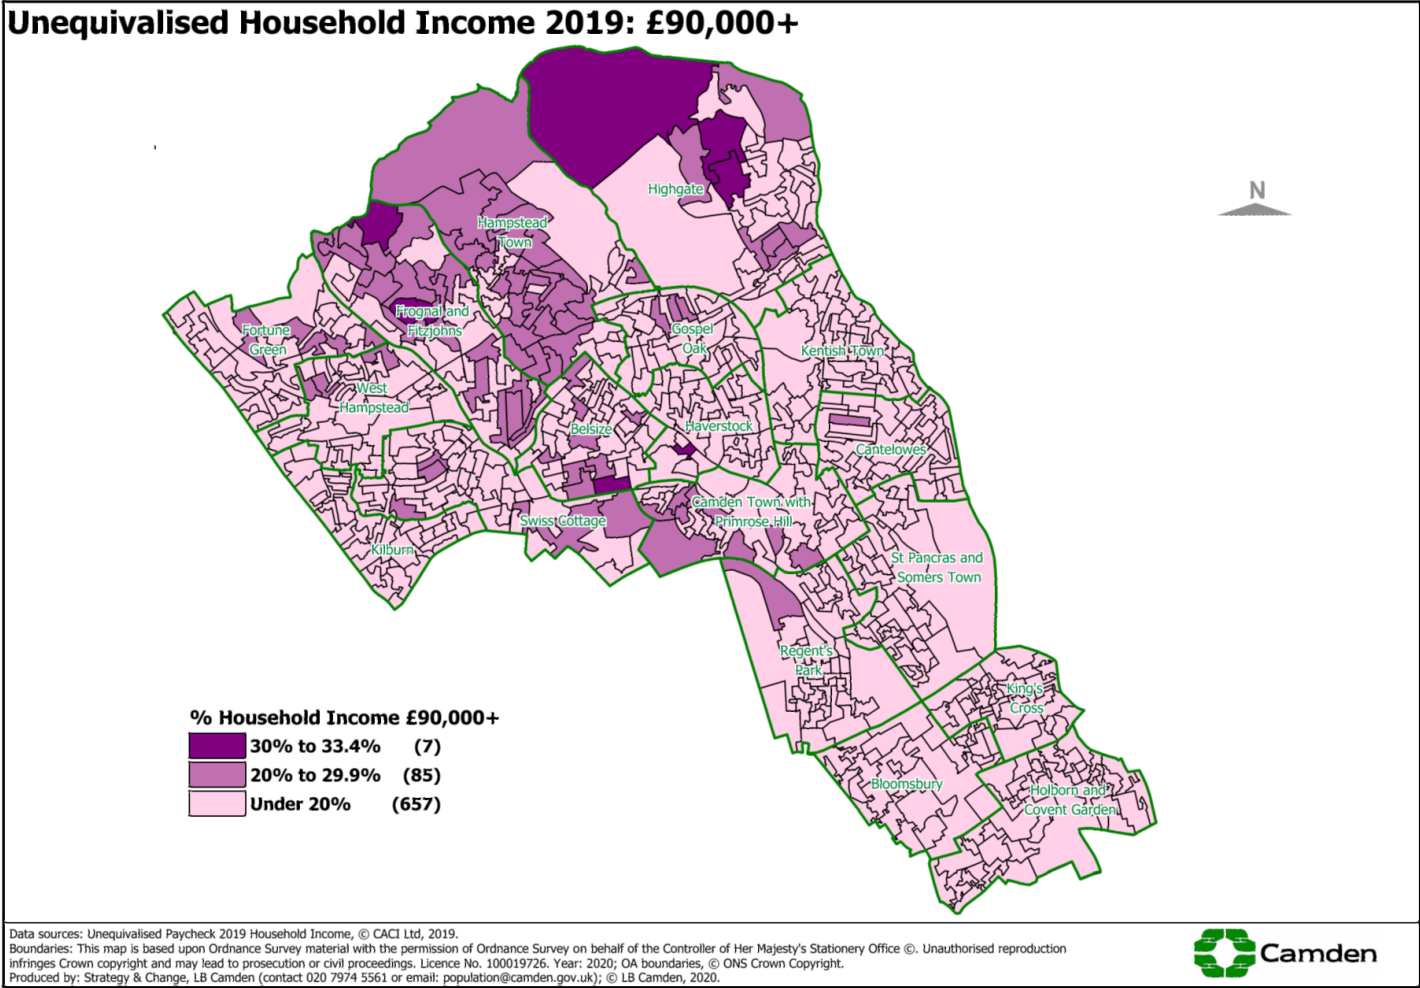 Unequivalised Household Income 2019: £90,000+
N
Highgate
Hampstead
Town
Frognal and
Fitzjohns
Fortune
Green
Gospel
Oak
Kentish Town
West
Hampstead
Belsize
Haverstock
Cantelowes
Camden Town with
Primrose Hill
Swiss Cottage
Kilburn
St Pancras and
Somers Town
Regent's
Park
King's
Cross
Bloomsbury
Holborn and
Covent Garden
% Household Income £90,000+
30% to 33.4% (7)
20% to 29.9% (85)
Under 20% (657)
Data sources: Unequivalised Paycheck 2019 Household Income, © CACI Ltd, 2019.
Boundaries: This map is based upon Ordnance Survey material with the permission of Ordnance Survey on behalf of the Controller of Her Majesty's Stationery Office ©. Unauthorised reproduction
infringes Crown copyright and may lead to prosecution or civil proceedings. Licence No. 100019726. Year: 2020; OA boundaries, © ONS Crown Copyright.
Produced by: Strategy & Change, LB Camden (contact 020 7974 5561 or email: population@camden.gov.uk); © LB Camden, 2020.
Camden